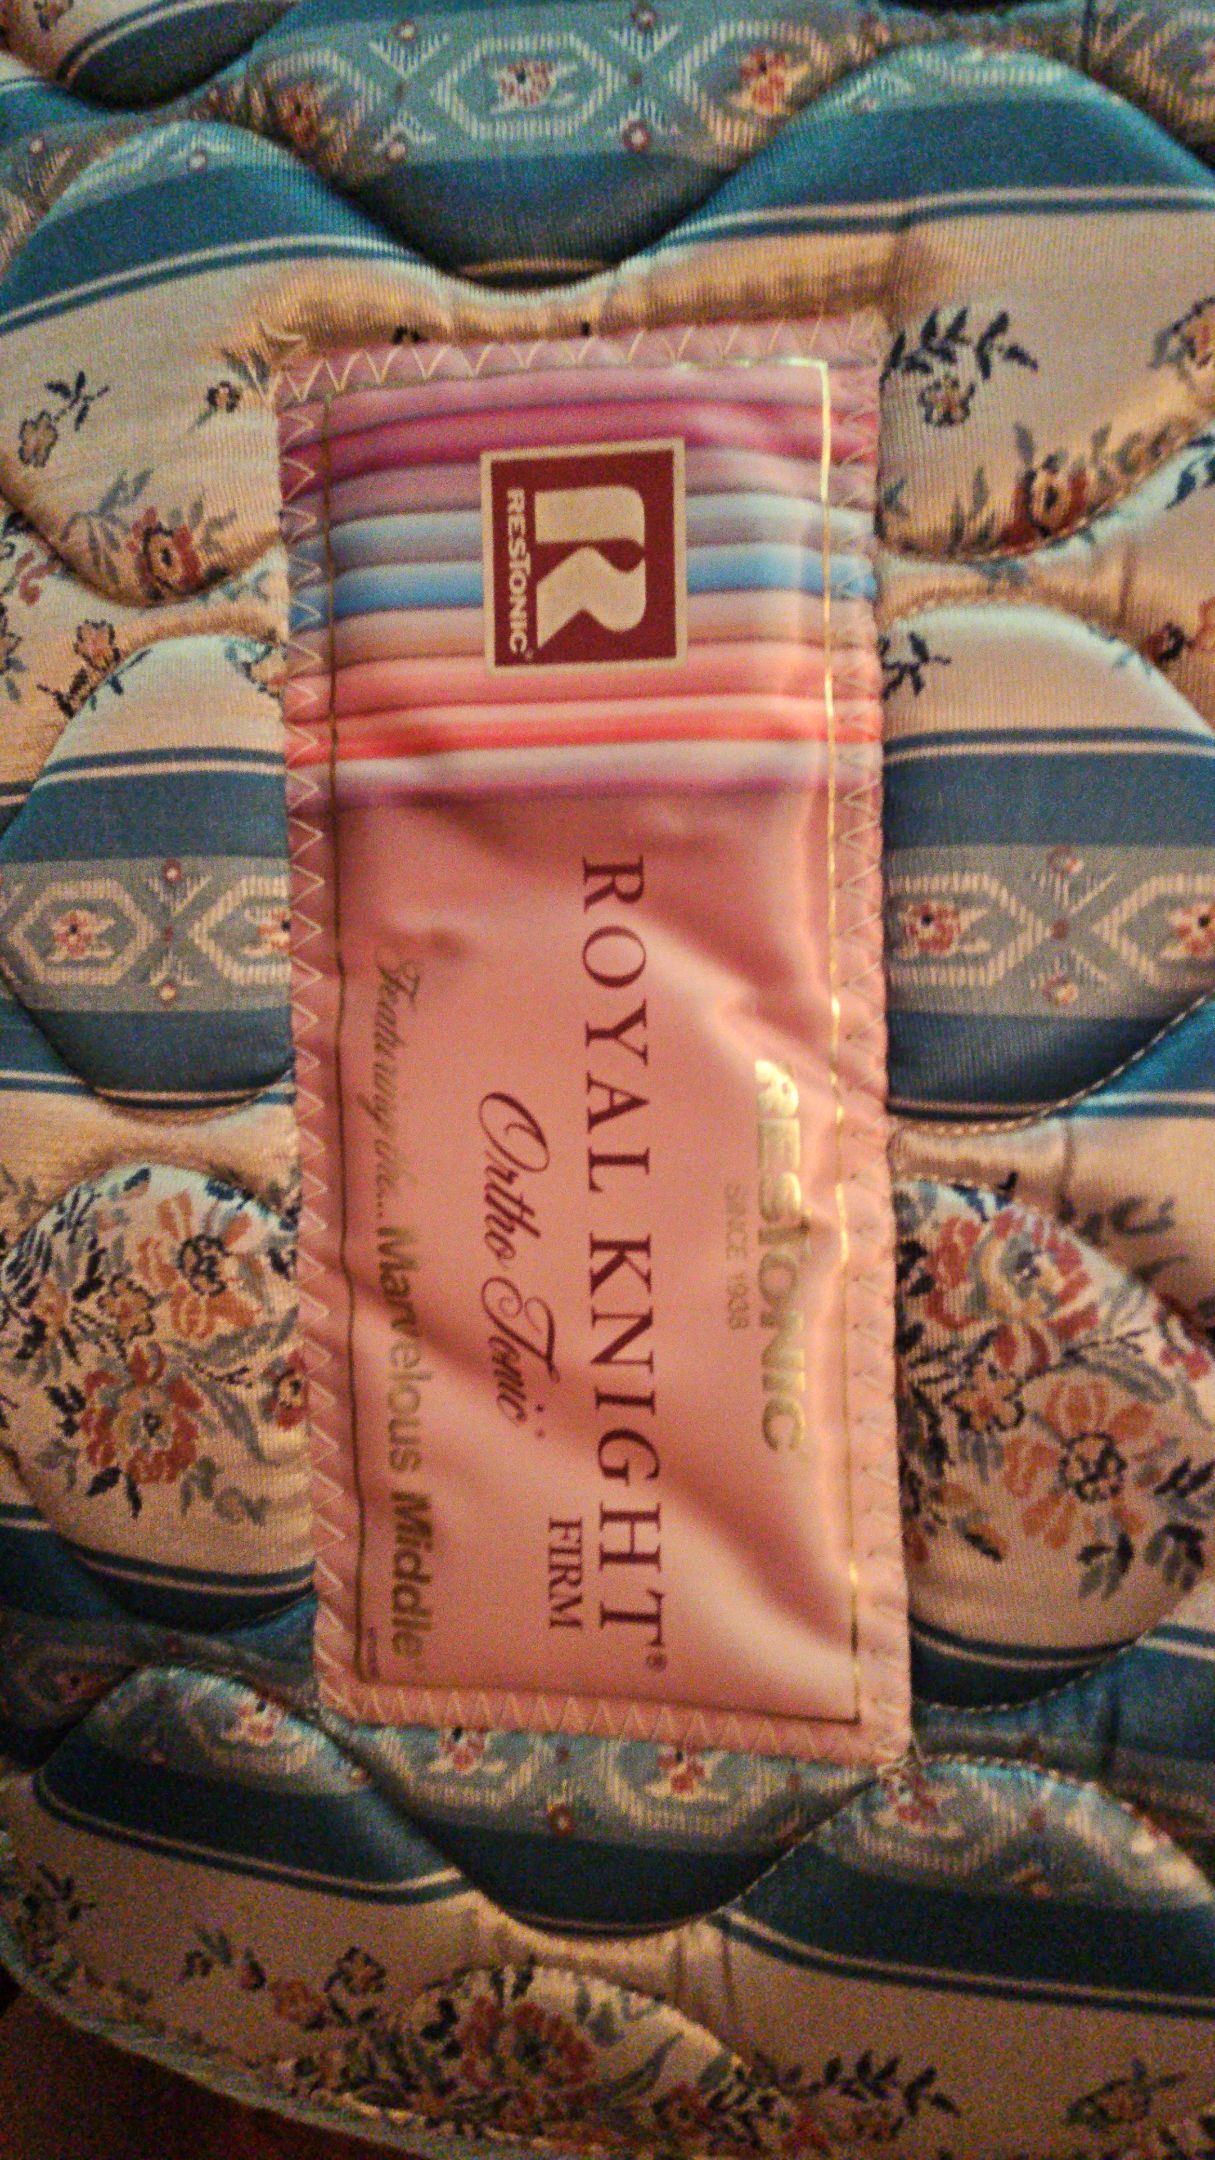 R
RESTONIC
RESTONIC
SINCE 1938
ROYAL KNIGHT®
FIRM
Ortho Tonic
Featuring the... Marvelous Middle